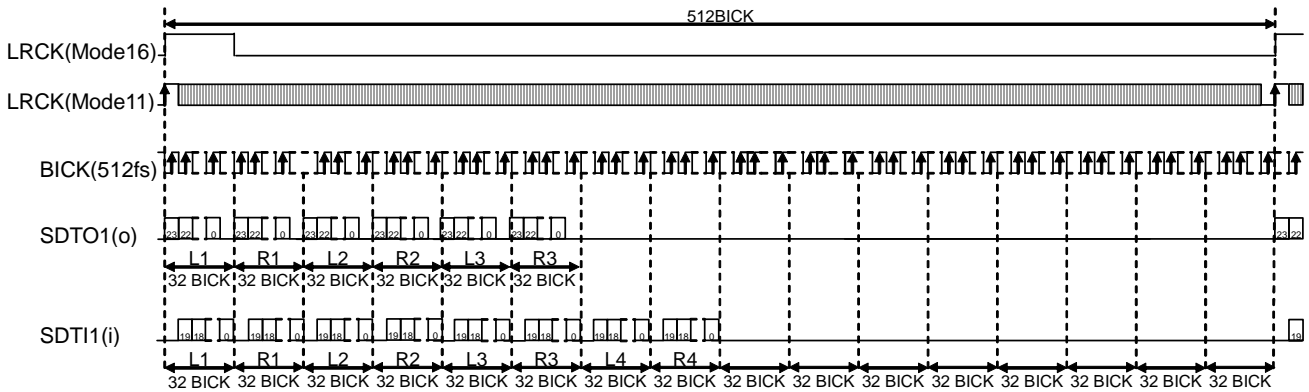 512BICK
LRCK(Mode16)
LRCK(Mode11)
BICK(512fs)
SDTO1(o)
23 22 0 23 22 0 23 22 0 23 22 0 23 22 0 23 22 0 23 22
L1 R1 L2 R2 L3 R3
32 BICK 32 BICK 32 BICK 32 BICK 32 BICK 32 BICK
SDTI1(i)
19 18 0 19 18 0 19 18 0 19 18 0 19 18 0 19 18 0 19 18 0 19 18 0 19
L1 R1 L2 R2 L3 R3 L4 R4
32 BICK 32 BICK 32 BICK 32 BICK 32 BICK 32 BICK 32 BICK 32 BICK 32 BICK 32 BICK 32 BICK 32 BICK 32 BICK 32 BICK 32 BICK 32 BICK